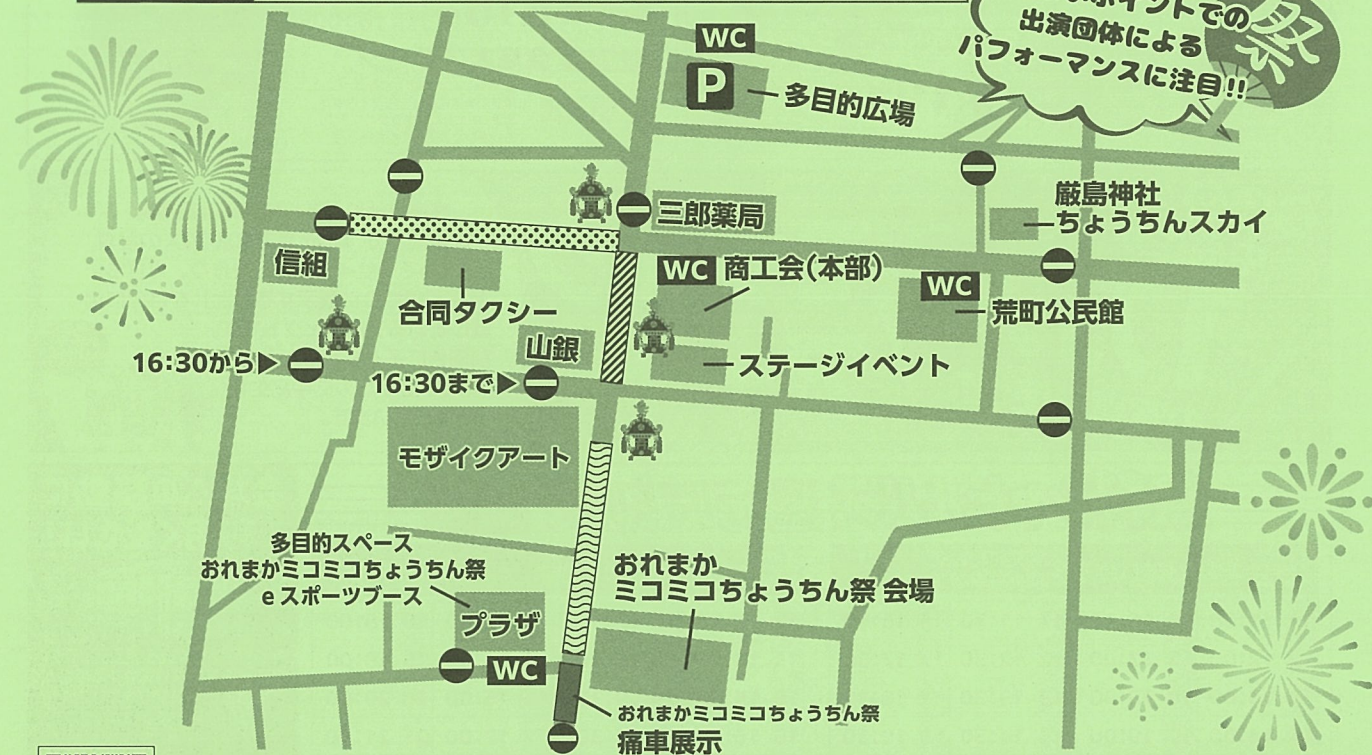 ポイントでの
出演団体による
パフォーマンスに注目!!
祭
WC
P
多目的広場
三郎薬局
厳島神社
ちょうちんスカイ
信組
合同タクシー
WC 商工会(本部)
WC
荒町公民館
山銀
16:30から▶
16:30まで▶
ステージイベント
モザイクアート
多目的スペース
おれまかミコミコちょうちん祭
eスポーツブース
プラザ
おれまか
ミコミコちょうちん祭 会場
WC
おれまかミコミコちょうちん祭
痛車展示